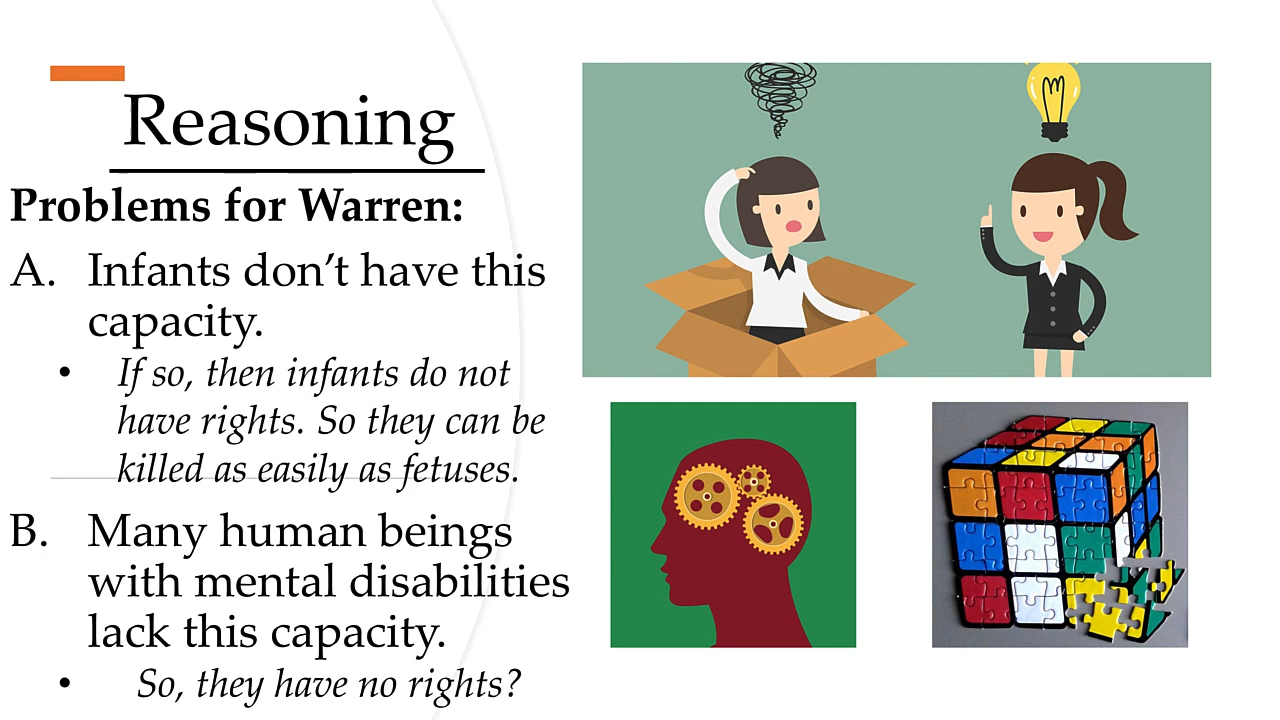 Reasoning
Problems for Warren:
A. Infants don’t have this
capacity.
• If so, then infants do not
have rights. So they can be
killed as easily as fetuses.
B. Many human beings
with mental disabilities
lack this capacity.
• So, they have no rights?